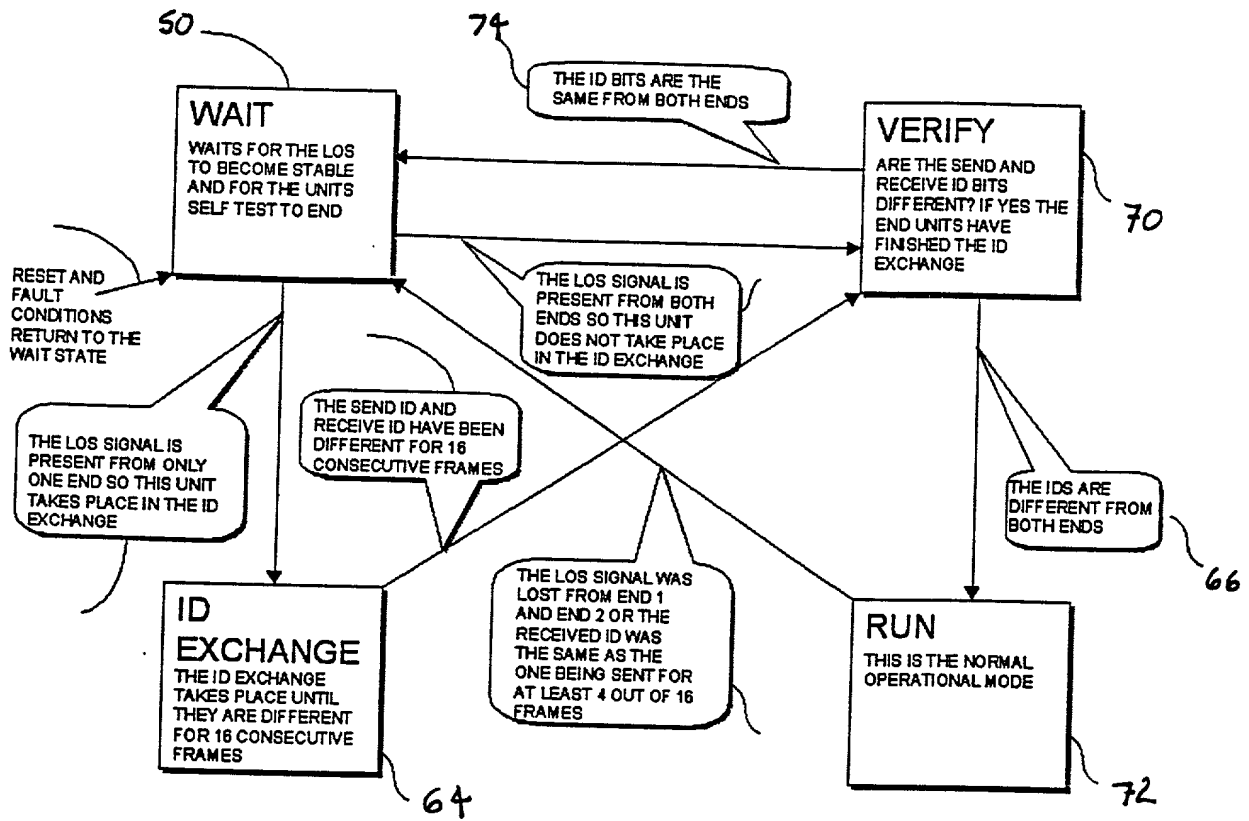 50
74
THE ID BITS ARE THE
SAME FROM BOTH ENDS
WAIT
WAITS FOR THE LOS
TO BECOME STABLE
AND FOR THE UNITS
SELF TEST TO END
VERIFY
ARE THE SEND AND
RECEIVE ID BITS
DIFFERENT? IF YES THE
END UNITS HAVE
FINISHED THE ID
EXCHANGE
70
RESET AND
FAULT
CONDITIONS
RETURN TO THE
WAIT STATE
THE LOS SIGNAL IS
PRESENT FROM BOTH
ENDS SO THIS UNIT
DOES NOT TAKE PLACE
IN THE ID EXCHANGE
THE SEND ID AND
RECEIVE ID HAVE BEEN
DIFFERENT FOR 16
CONSECUTIVE FRAMES
THE LOS SIGNAL IS
PRESENT FROM ONLY
ONE END SO THIS UNIT
TAKES PLACE IN THE ID
EXCHANGE
THE IDS ARE
DIFFERENT FROM
BOTH ENDS
66
THE LOS SIGNAL WAS
LOST FROM END 1
AND END 2 OR THE
RECEIVED ID WAS
THE SAME AS THE
ONE BEING SENT FOR
AT LEAST 4 OUT OF 16
FRAMES
ID
EXCHANGE
THE ID EXCHANGE
TAKES PLACE UNTIL
THEY ARE DIFFERENT
FOR 16 CONSECUTIVE
FRAMES
64
RUN
THIS IS THE NORMAL
OPERATIONAL MODE
72